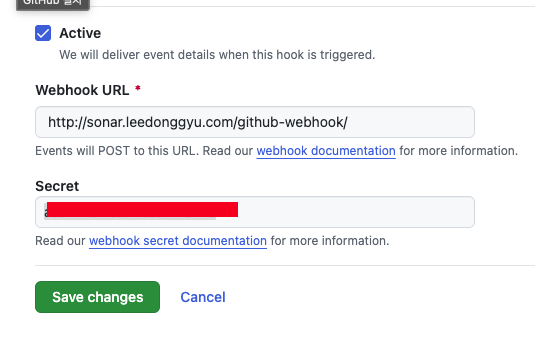 GitHub 설치
Active
We will deliver event details when this hook is triggered.
Webhook URL *
http://sonar.leedonggyu.com/github-webhook/
Events will POST to this URL. Read our webhook documentation for more information.
Secret
Read our webhook secret documentation for more information.
Save changes Cancel